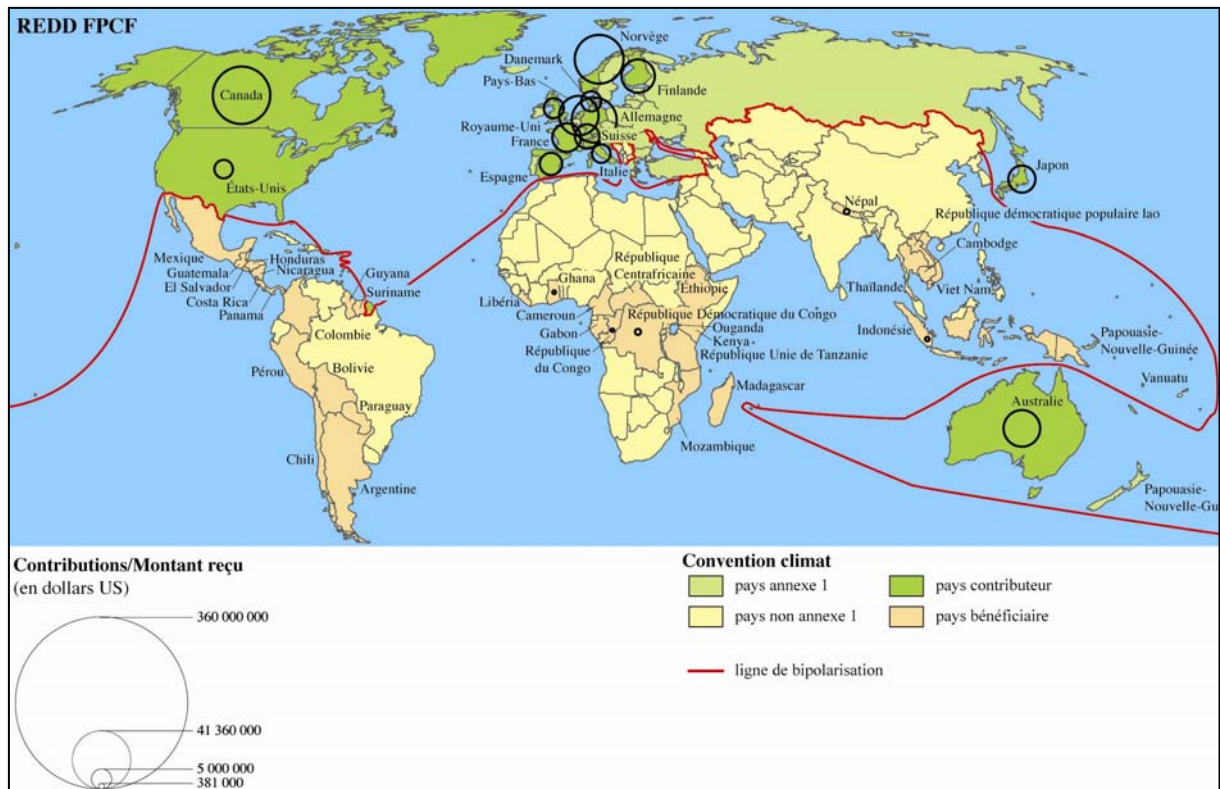 REDD FPCF
Norvège
Danemark
Pays-Bas
Canada
Finlande
Allemagne
Royaume-Uni
Suisse
France
Japon
Italie
États-Unis
Espagne
Népal
République démocratique populaire lao
Cambodge
Mexique
Honduras
Guatemala
Nicaragua
El Salvador
Costa Rica
Panama
Guyana
Suriname
République
Centrafricaine
Ghana
Éthiopie
Libéria
Cameroun
Thaïlande
Viet Nam
République Démocratique du Congo
Colombie
Gabon
Ouganda
Kenya
Indonésie
Papouasie-
Nouvelle-Guinée
République
du Congo
République Unie de Tanzanie
Pérou
Bolivie
Vanuatu
Madagascar
Australie
Paraguay
Mozambique
Chili
Argentine
Papouasie-
Nouvelle-Gu
Contributions/Montant reçu
(en dollars US)
360 000 000
41 360 000
5 000 000
381 000
Convention climat
pays annexe 1
pays contributeur
pays non annexe 1
pays bénéficiaire
ligne de bipolarisation